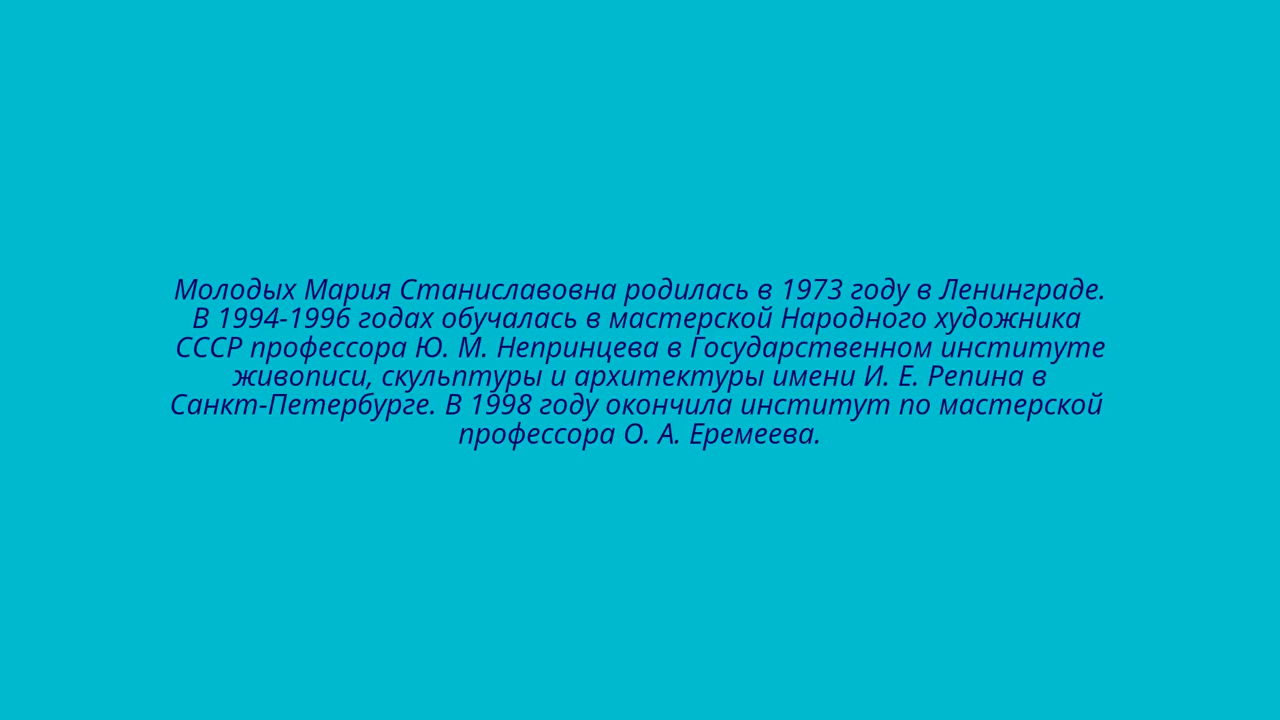 Молодых Мария Станиславовна родилась в 1973 году в Ленинграде.
В 1994-1996 годах обучалась в мастерской Народного художника
СССР профессора Ю. М. Непринцева в Государственном институте
живописи, скульптуры и архитектуры имени И. Е. Репина в
Санкт-Петербурге. В 1998 году окончила институт по мастерской
профессора О. А. Еремеева.